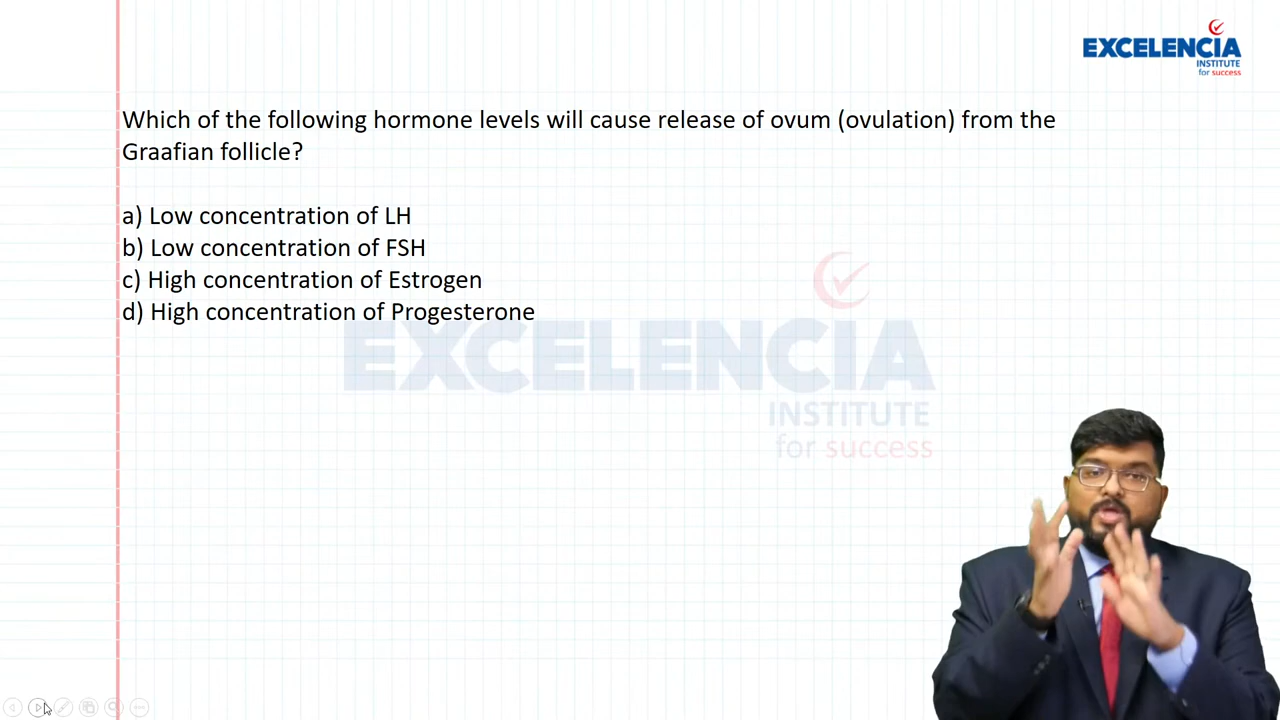 EXCELENCIA
INSTITUTE
for success
Which of the following hormone levels will cause release of ovum (ovulation) from the
Graafian follicle?
a) Low concentration of LH
b) Low concentration of FSH
c) High concentration of Estrogen
d) High concentration of Progesterone
EXCELENCIA
INSTITUTE
for success